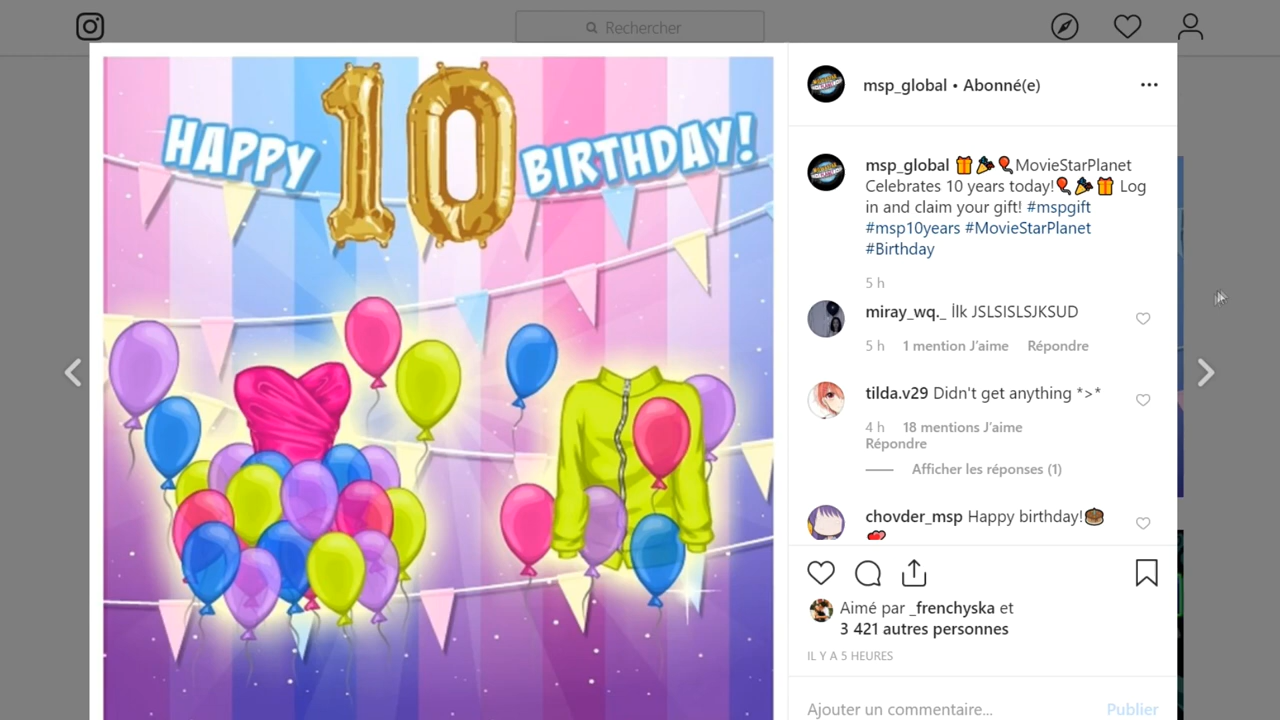 Rechercher
HAPPY 10 BIRTHDAY!
msp_global • Abonné(e)
msp_global 🎁🎉🎈MovieStarPlanet
Celebrates 10 years today!🎈🎉🎁 Log
in and claim your gift! #mspgift
#msp10years #MovieStarPlanet
#Birthday
5 h
miray_wq._ İlk JSLSISLSJKSUD
5 h 1 mention J'aime Répondre
tilda.v29 Didn't get anything *>*
4 h 18 mentions J'aime
Répondre
Afficher les réponses (1)
chovder_msp Happy birthday!🎂
💕
Aimé par _frenchyska et
3 421 autres personnes
IL Y A 5 HEURES
Ajouter un commentaire... Publier